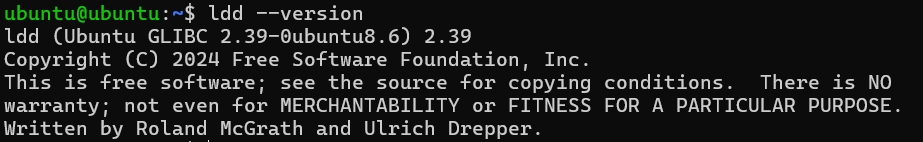 ubuntu@ubuntu:~$ ldd --version
ldd (Ubuntu GLIBC 2.39-0ubuntu8.6) 2.39
Copyright (C) 2024 Free Software Foundation, Inc.
This is free software; see the source for copying conditions.  There is NO
warranty; not even for MERCHANTABILITY or FITNESS FOR A PARTICULAR PURPOSE.
Written by Roland McGrath and Ulrich Drepper.